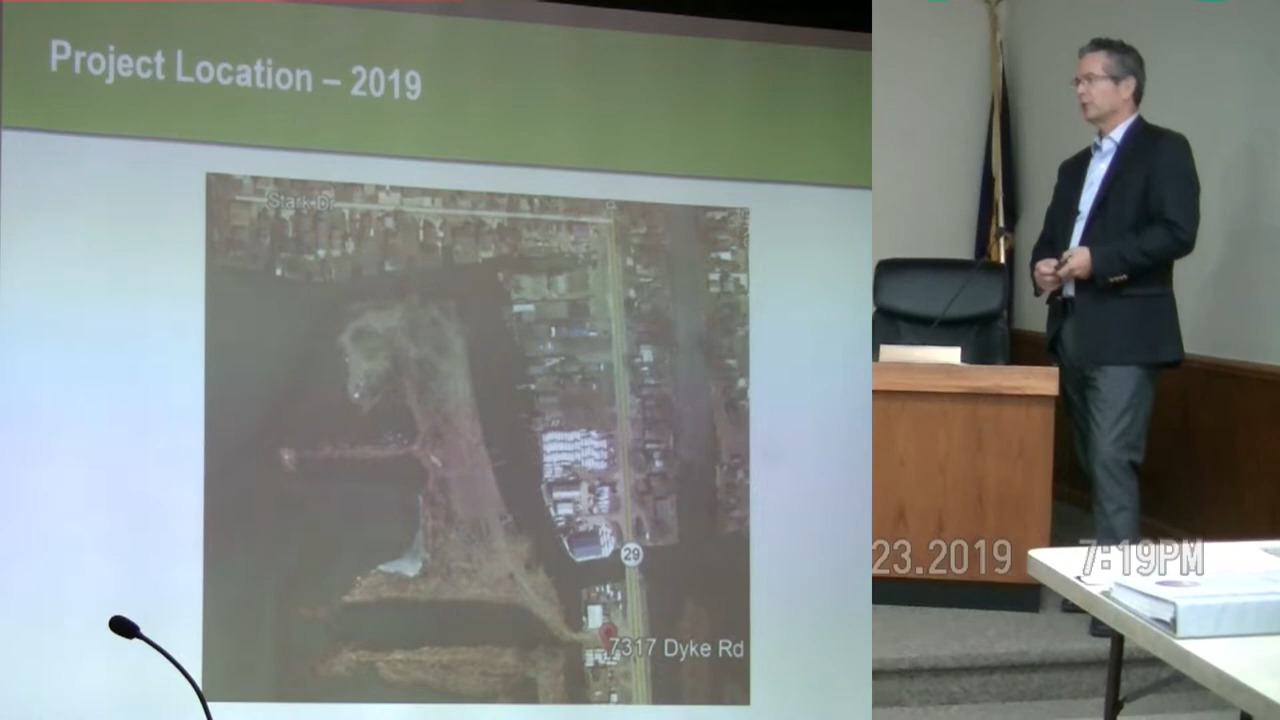 Project Location – 2019
Stark Dr
29
7317 Dyke Rd
23.2019 7:19PM